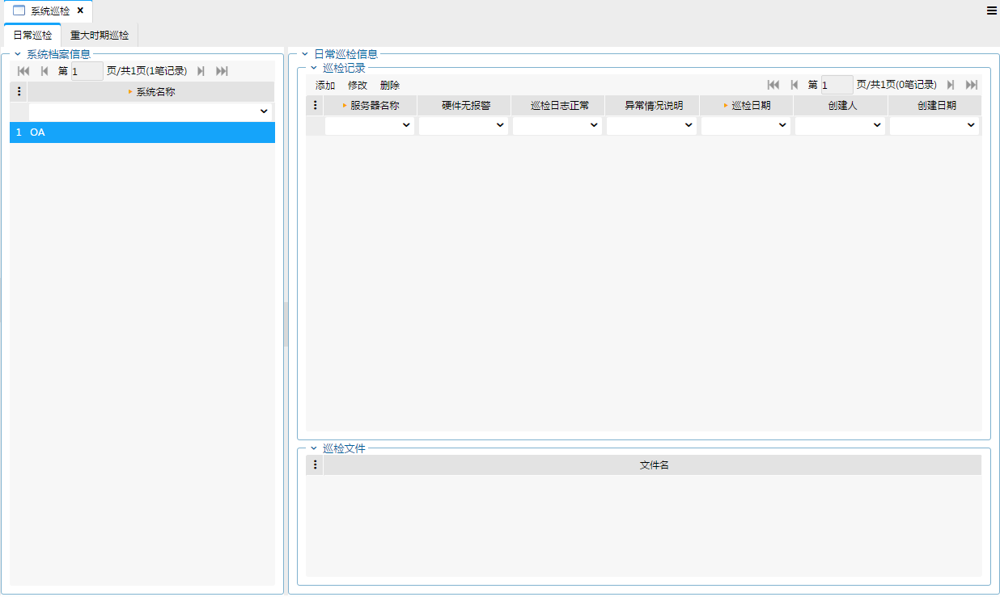 系统巡检
日常巡检 重大时期巡检
系统档案信息
第 1 页/共1页(1笔记录)
系统名称
1 OA
日常巡检信息
巡检记录
添加 修改 删除 第 1 页/共1页(0笔记录)
服务器名称 硬件无报警 巡检日志正常 异常情况说明 巡检日期 创建人 创建日期
巡检文件
文件名